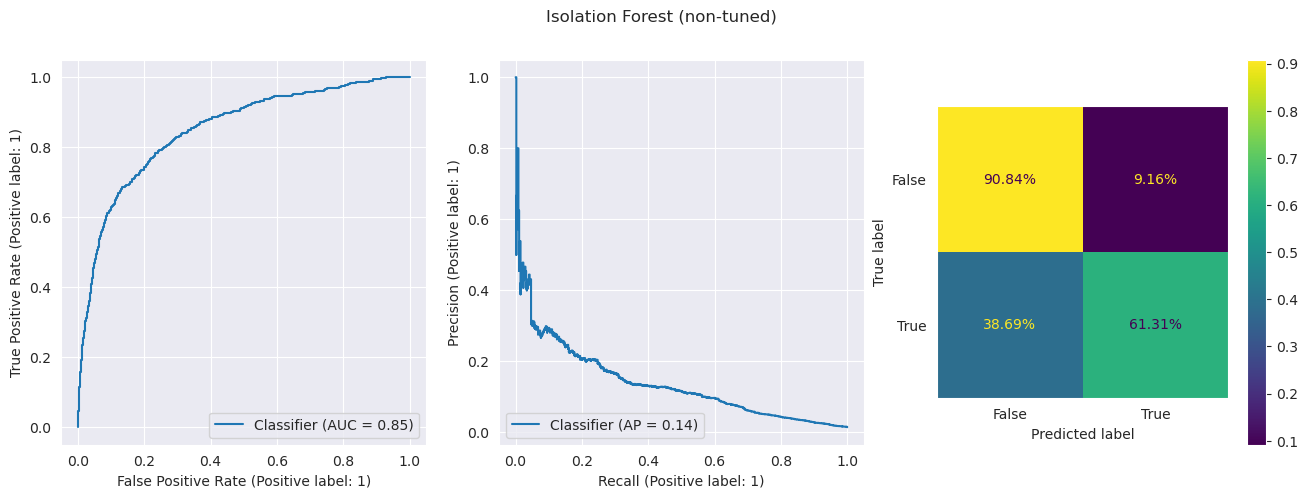 Isolation Forest (non-tuned)
True Positive Rate (Positive label: 1)
1.0
0.8
0.6
0.4
0.2
0.0
Classifier (AUC = 0.85)
0.0 0.2 0.4 0.6 0.8 1.0
False Positive Rate (Positive label: 1)
Precision (Positive label: 1)
1.0
0.8
0.6
0.4
0.2
0.0
Classifier (AP = 0.14)
0.0 0.2 0.4 0.6 0.8 1.0
Recall (Positive label: 1)
True label
False
True
90.84% 9.16%
38.69% 61.31%
False True
Predicted label
0.9
0.8
0.7
0.6
0.5
0.4
0.3
0.2
0.1